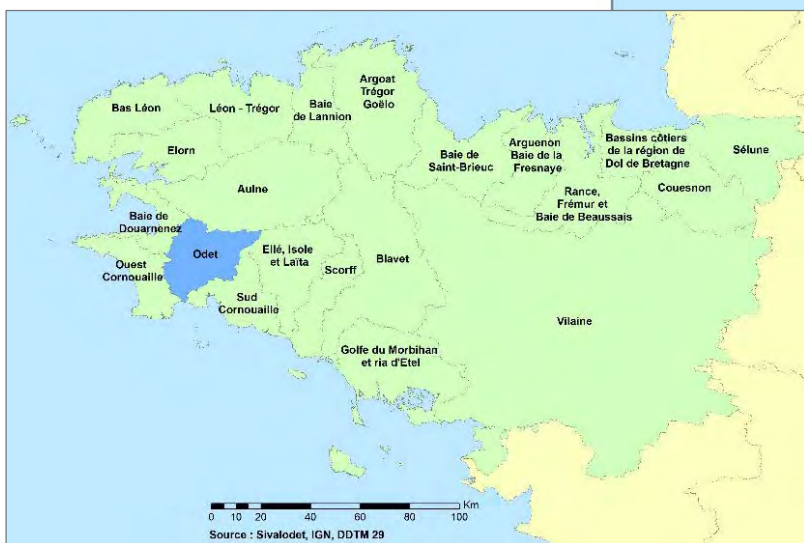 Bas Léon
Léon - Trégor
Baie
de Lannion
Argoat
Trégor
Goëlo
Elorn
Baie de
Saint-Brieuc
Arguenon
Baie de la
Fresnaye
Bassins côtiers
de la région de
Dol de Bretagne
Sélune
Aulne
Rance,
Frémur et
Baie de Beaussais
Couesnon
Baie de
Douarnenez
Odet
Ellé, Isole
et Laïta
Scorff
Blavet
Ouest
Cornouaille
Sud
Cornouaille
Vilaine
Golfe du Morbihan
et ria d'Etel
Km
0 10 20 40 60 80 100
Source : Sivalodet, IGN, DDTM 29